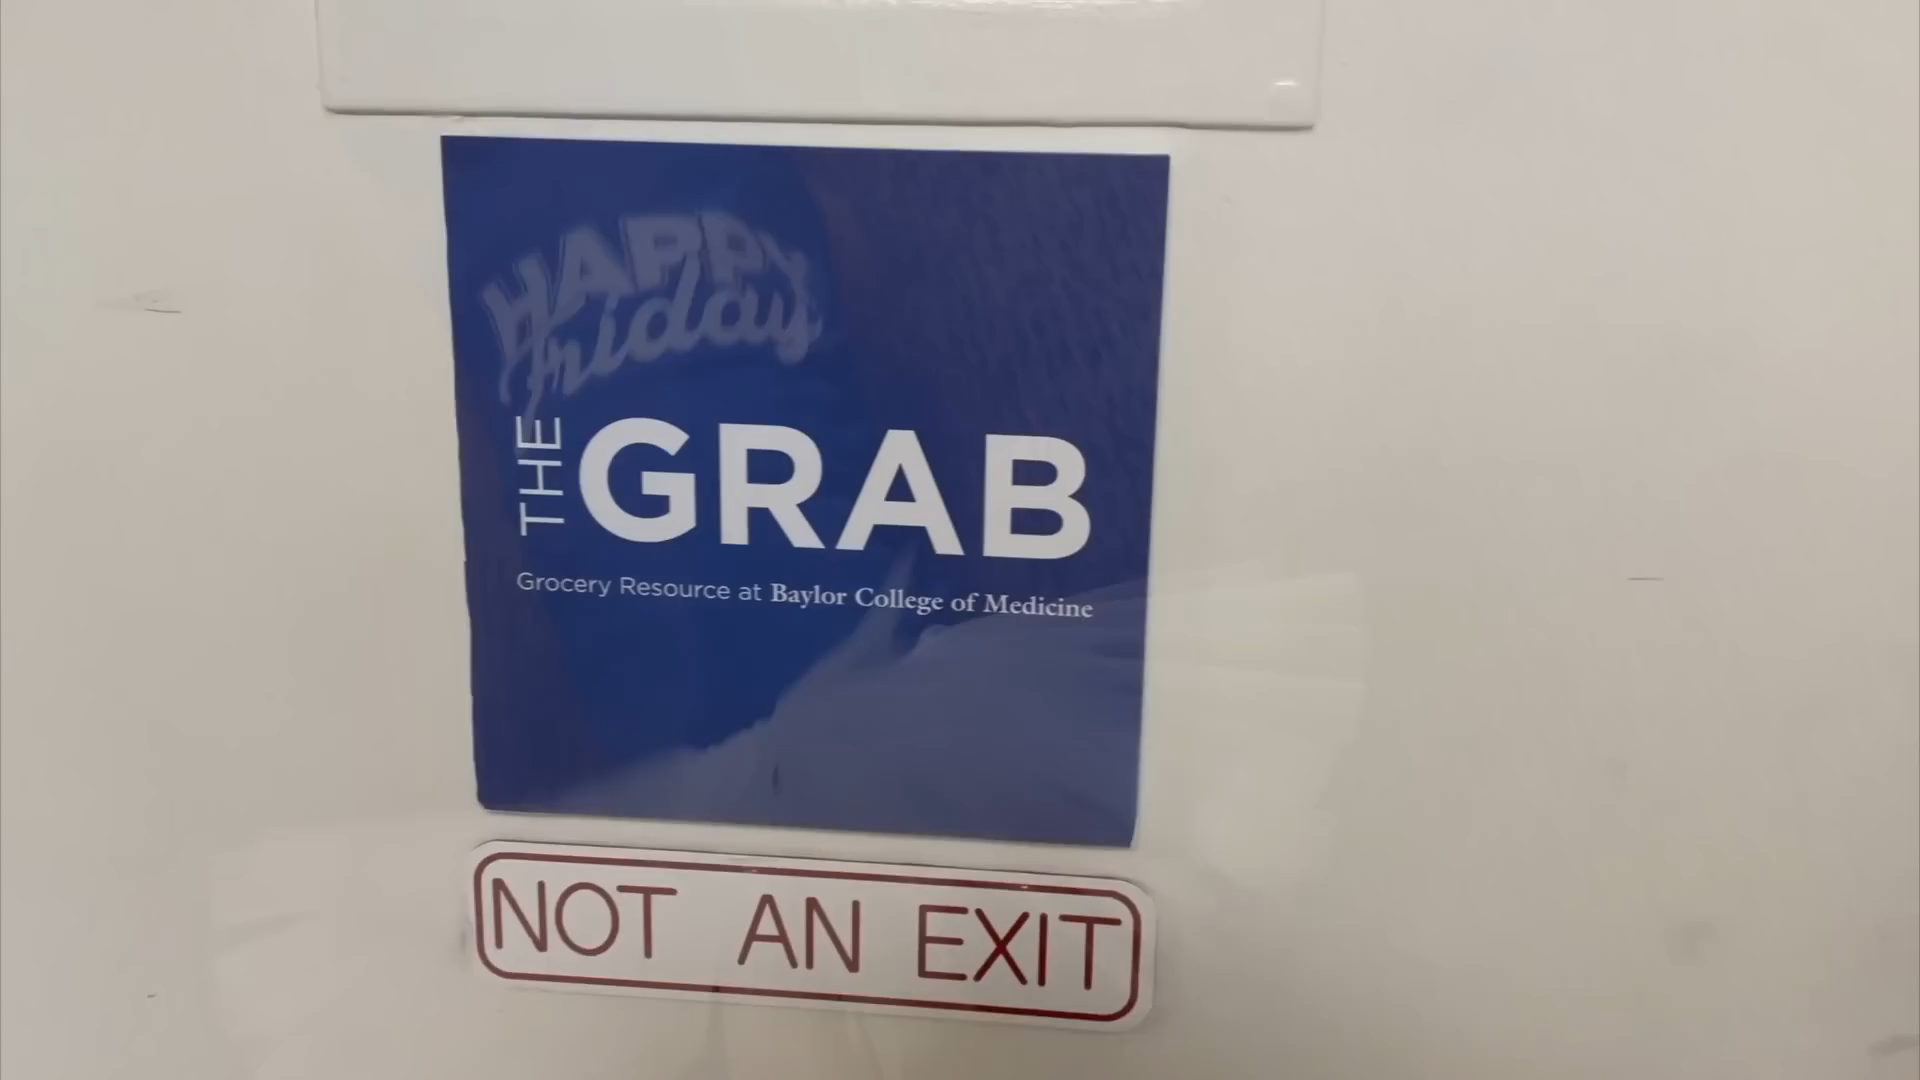 HAPPY
friday
THE GRAB
Grocery Resource at Baylor College of Medicine
NOT AN EXIT